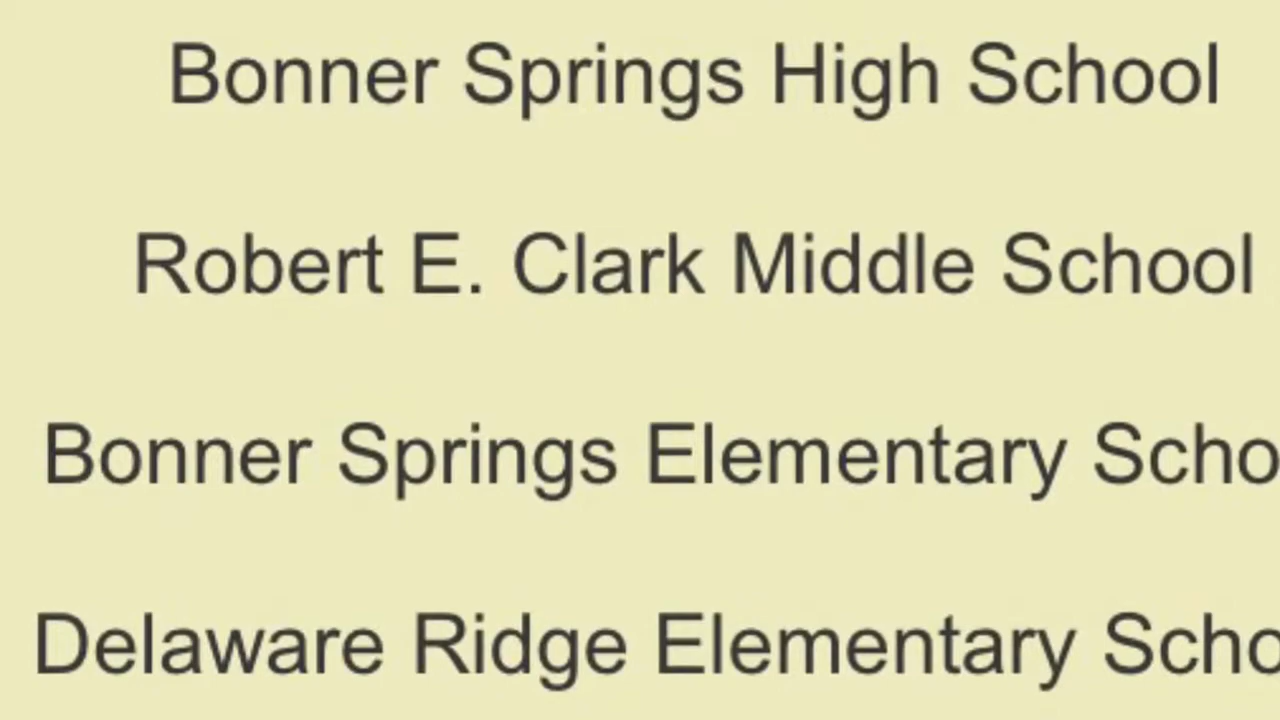 Bonner Springs High School
Robert E. Clark Middle School
Bonner Springs Elementary Scho
Delaware Ridge Elementary Scho